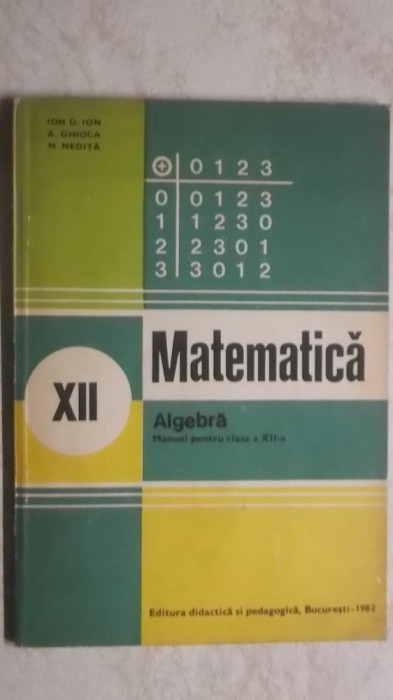 ION D. ION
A. GHIOCA
N. NEDIȚĂ
⊕ 0 1 2 3
0 0 1 2 3
1 1 2 3 0
2 2 3 0 1
3 3 0 1 2
XII
Matematică
Algebră
Manual pentru clasa a XII-a
Editura didactică și pedagogică, București-1982